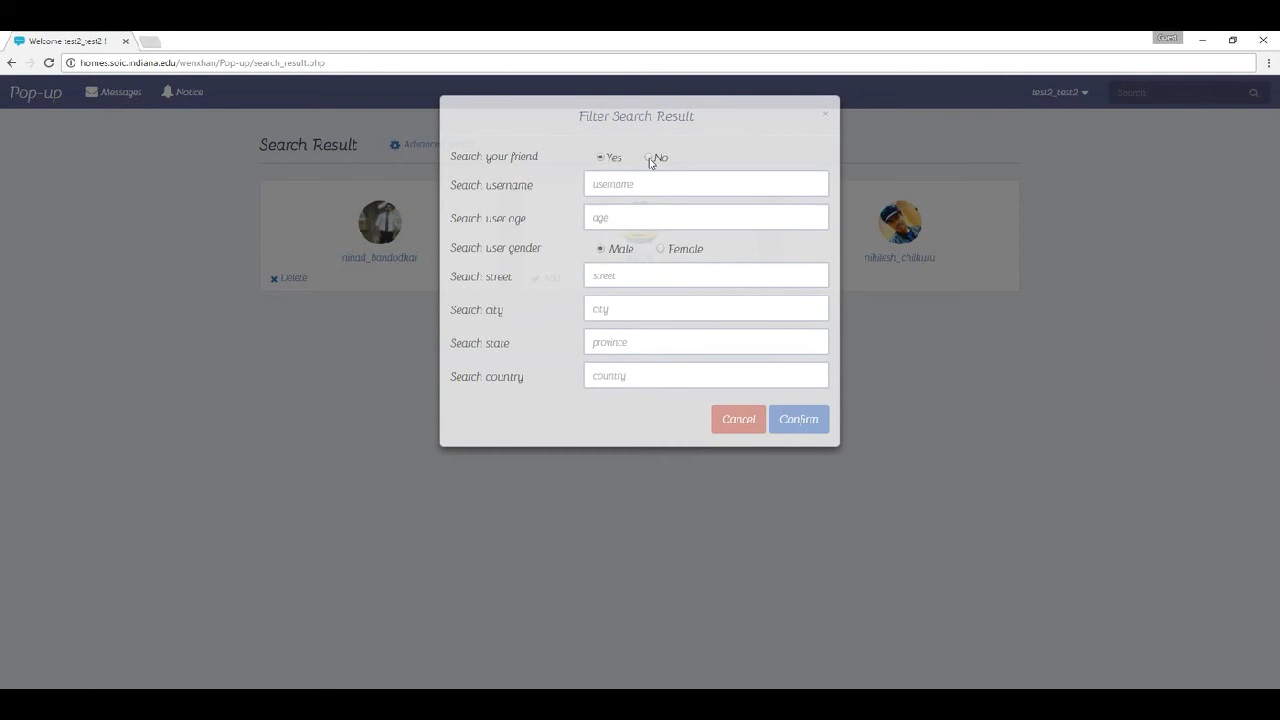 Welcome test2_test2 !
Guest
homes.soic.indiana.edu/wenxhan/Pop-up/search_result.php
Pop-up
Messages
Notice
test2_test2
Search..
Filter Search Result
×
Search Result
Advanced
Search your friend
Yes
No
Search username
username
Search user age
age
Search user gender
Male
Female
Search street
street
Search city
city
Search state
province
Search country
country
Cancel
Confirm
ninad_bandodkar
Delete
Add